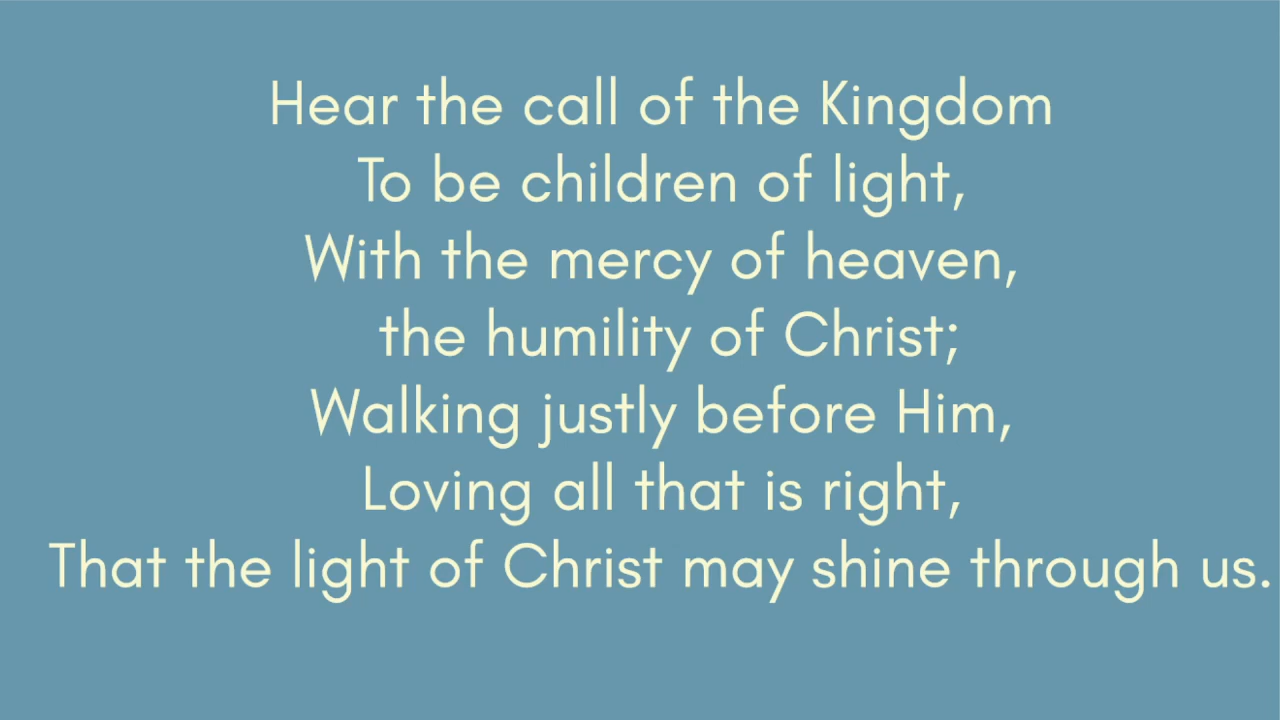 Hear the call of the Kingdom
To be children of light,
With the mercy of heaven,
the humility of Christ;
Walking justly before Him,
Loving all that is right,
That the light of Christ may shine through us.